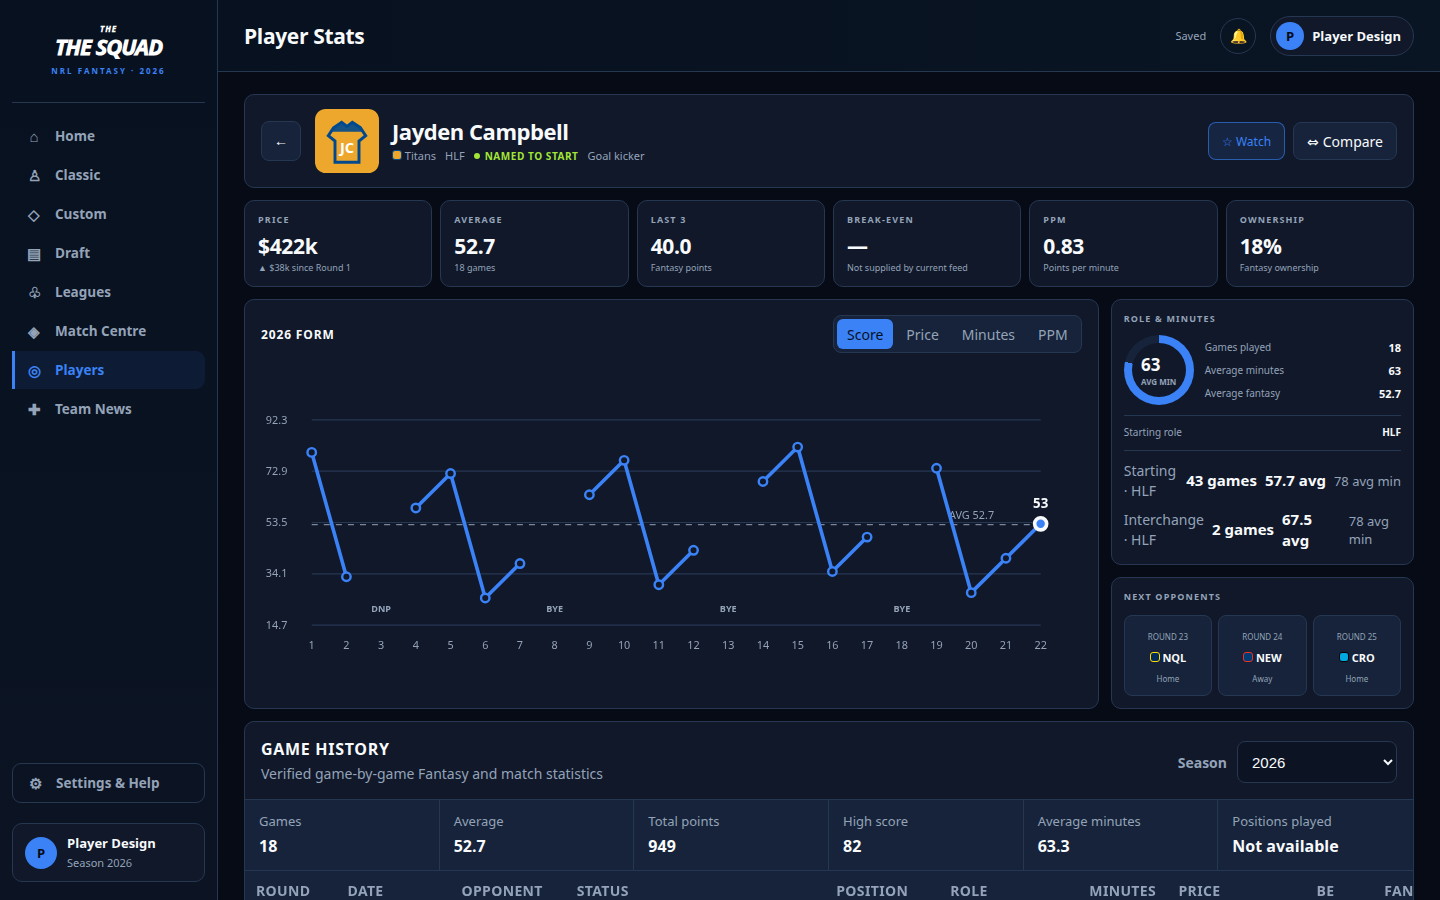 THE
THE SQUAD
NRL FANTASY · 2026
Home
Classic
Custom
Draft
Leagues
Match Centre
Players
Team News
Settings & Help
P
Player Design
Season 2026
Player Stats
Saved
P Player Design
←
JC
Jayden Campbell
Titans HLF NAMED TO START Goal kicker
☆ Watch
⇔ Compare
PRICE
$422k
▲ $38k since Round 1
AVERAGE
52.7
18 games
LAST 3
40.0
Fantasy points
BREAK-EVEN
—
Not supplied by current feed
PPM
0.83
Points per minute
OWNERSHIP
18%
Fantasy ownership
2026 FORM
Score Price Minutes PPM
92.3
72.9
53.5
34.1
14.7
AVG 52.7
53
DNP BYE BYE BYE
1 2 3 4 5 6 7 8 9 10 11 12 13 14 15 16 17 18 19 20 21 22
ROLE & MINUTES
63
AVG MIN
Games played 18
Average minutes 63
Average fantasy 52.7
Starting role HLF
Starting · HLF 43 games 57.7 avg 78 avg min
Interchange · HLF 2 games 67.5 avg 78 avg min
NEXT OPPONENTS
ROUND 23
NQL
Home
ROUND 24
NEW
Away
ROUND 25
CRO
Home
GAME HISTORY
Verified game-by-game Fantasy and match statistics
Season 2026
Games
18
Average
52.7
Total points
949
High score
82
Average minutes
63.3
Positions played
Not available
ROUND DATE OPPONENT STATUS POSITION ROLE MINUTES PRICE BE FAN